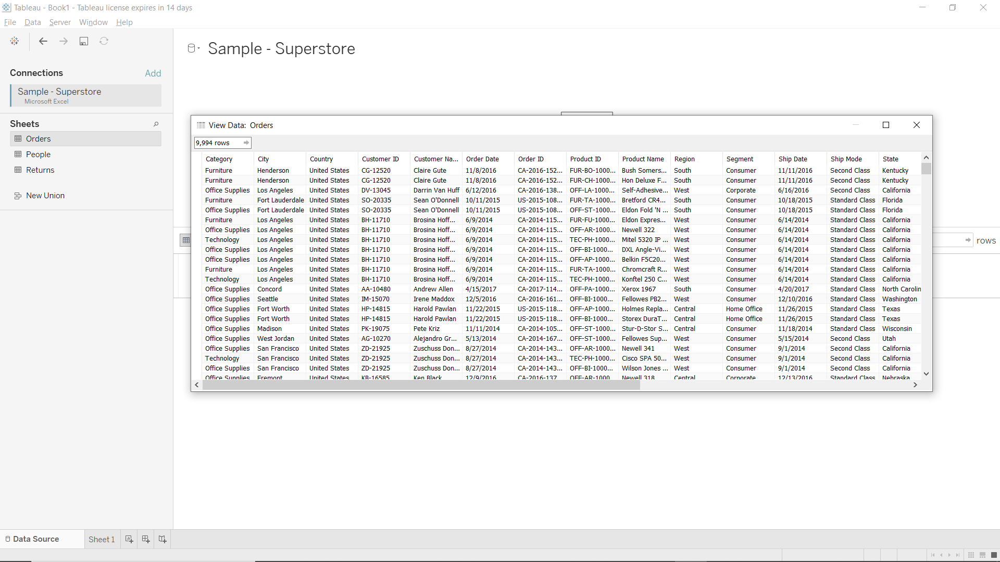 Tableau - Book1 - Tableau license expires in 14 days
File Data Server Window Help
Sample - Superstore
Connections Add
Sample - Superstore
Microsoft Excel
Sheets
Orders
People
Returns
New Union
View Data: Orders
9,994 rows
Category City Country Customer ID Customer Na... Order Date Order ID Product ID Product Name Region Segment Ship Date Ship Mode State
Furniture Henderson United States CG-12520 Claire Gute 11/8/2016 CA-2016-152... FUR-BO-1000... Bush Somers... South Consumer 11/11/2016 Second Class Kentucky
Furniture Henderson United States CG-12520 Claire Gute 11/8/2016 CA-2016-152... FUR-CH-1000... Hon Deluxe F... South Consumer 11/11/2016 Second Class Kentucky
Office Supplies Los Angeles United States DV-13045 Darrin Van Huff 6/12/2016 CA-2016-138... OFF-LA-1000... Self-Adhesive... West Corporate 6/16/2016 Second Class California
Furniture Fort Lauderdale United States SO-20335 Sean O'Donnell 10/11/2015 US-2015-108... FUR-TA-1000... Bretford CR4... South Consumer 10/18/2015 Standard Class Florida
Office Supplies Fort Lauderdale United States SO-20335 Sean O'Donnell 10/11/2015 US-2015-108... OFF-ST-1000... Eldon Fold 'N ... South Consumer 10/18/2015 Standard Class Florida
Furniture Los Angeles United States BH-11710 Brosina Hoff... 6/9/2014 CA-2014-115... FUR-FU-1000... Eldon Expres... West Consumer 6/14/2014 Standard Class California
Office Supplies Los Angeles United States BH-11710 Brosina Hoff... 6/9/2014 CA-2014-115... OFF-AR-1000... Newell 322 West Consumer 6/14/2014 Standard Class California
Technology Los Angeles United States BH-11710 Brosina Hoff... 6/9/2014 CA-2014-115... TEC-PH-1000... Mitel 5320 IP ... West Consumer 6/14/2014 Standard Class California
Office Supplies Los Angeles United States BH-11710 Brosina Hoff... 6/9/2014 CA-2014-115... OFF-BI-1000... DXL Angle-Vi... West Consumer 6/14/2014 Standard Class California
Office Supplies Los Angeles United States BH-11710 Brosina Hoff... 6/9/2014 CA-2014-115... OFF-AP-1000... Belkin F5C20... West Consumer 6/14/2014 Standard Class California
Furniture Los Angeles United States BH-11710 Brosina Hoff... 6/9/2014 CA-2014-115... FUR-TA-1000... Chromcraft R... West Consumer 6/14/2014 Standard Class California
Technology Los Angeles United States BH-11710 Brosina Hoff... 6/9/2014 CA-2014-115... TEC-PH-1000... Konftel 250 C... West Consumer 6/14/2014 Standard Class California
Office Supplies Concord United States AA-10480 Andrew Allen 4/15/2017 CA-2017-114... OFF-PA-1000... Xerox 1967 South Consumer 4/20/2017 Standard Class North Carolin
Office Supplies Seattle United States IM-15070 Irene Maddox 12/5/2016 CA-2016-161... OFF-BI-1000... Fellowes PB2... West Consumer 12/10/2016 Standard Class Washington
Office Supplies Fort Worth United States HP-14815 Harold Pawlan 11/22/2015 US-2015-118... OFF-AP-1000... Holmes Repla... Central Home Office 11/26/2015 Standard Class Texas
Office Supplies Fort Worth United States HP-14815 Harold Pawlan 11/22/2015 US-2015-118... OFF-BI-1000... Storex DuraT... Central Home Office 11/26/2015 Standard Class Texas
Office Supplies Madison United States PK-19075 Pete Kriz 11/11/2014 CA-2014-105... OFF-ST-1000... Stur-D-Stor S... Central Consumer 11/18/2014 Standard Class Wisconsin
Office Supplies West Jordan United States AG-10270 Alejandro Gr... 5/13/2014 CA-2014-167... OFF-ST-1000... Fellowes Sup... West Consumer 5/15/2014 Second Class Utah
Office Supplies San Francisco United States ZD-21925 Zuschuss Don... 8/27/2014 CA-2014-143... OFF-AR-1000... Newell 341 West Consumer 9/1/2014 Second Class California
Technology San Francisco United States ZD-21925 Zuschuss Don... 8/27/2014 CA-2014-143... TEC-PH-1000... Cisco SPA 50... West Consumer 9/1/2014 Second Class California
Office Supplies San Francisco United States ZD-21925 Zuschuss Don... 8/27/2014 CA-2014-143... OFF-BI-1000... Wilson Jones ... West Consumer 9/1/2014 Second Class California
Office Supplies Fremont United States KB-16585 Ken Black 12/9/2016 CA-2016-137... OFF-AR-1000... Newell 318 Central Corporate 12/13/2016 Standard Class Nebraska
rows
Data Source Sheet 1